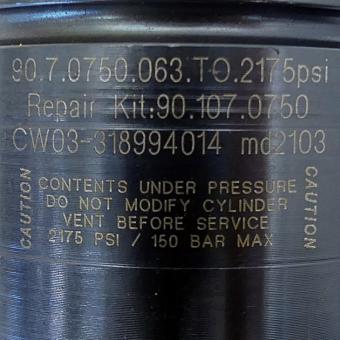 90.7.0750.063.TO.2175psi
Repair Kit:90.107.0750
CW03-318994014 md2103
CAUTION
CONTENTS UNDER PRESSURE
DO NOT MODIFY CYLINDER
VENT BEFORE SERVICE
2175 PSI / 150 BAR MAX
CAUTION